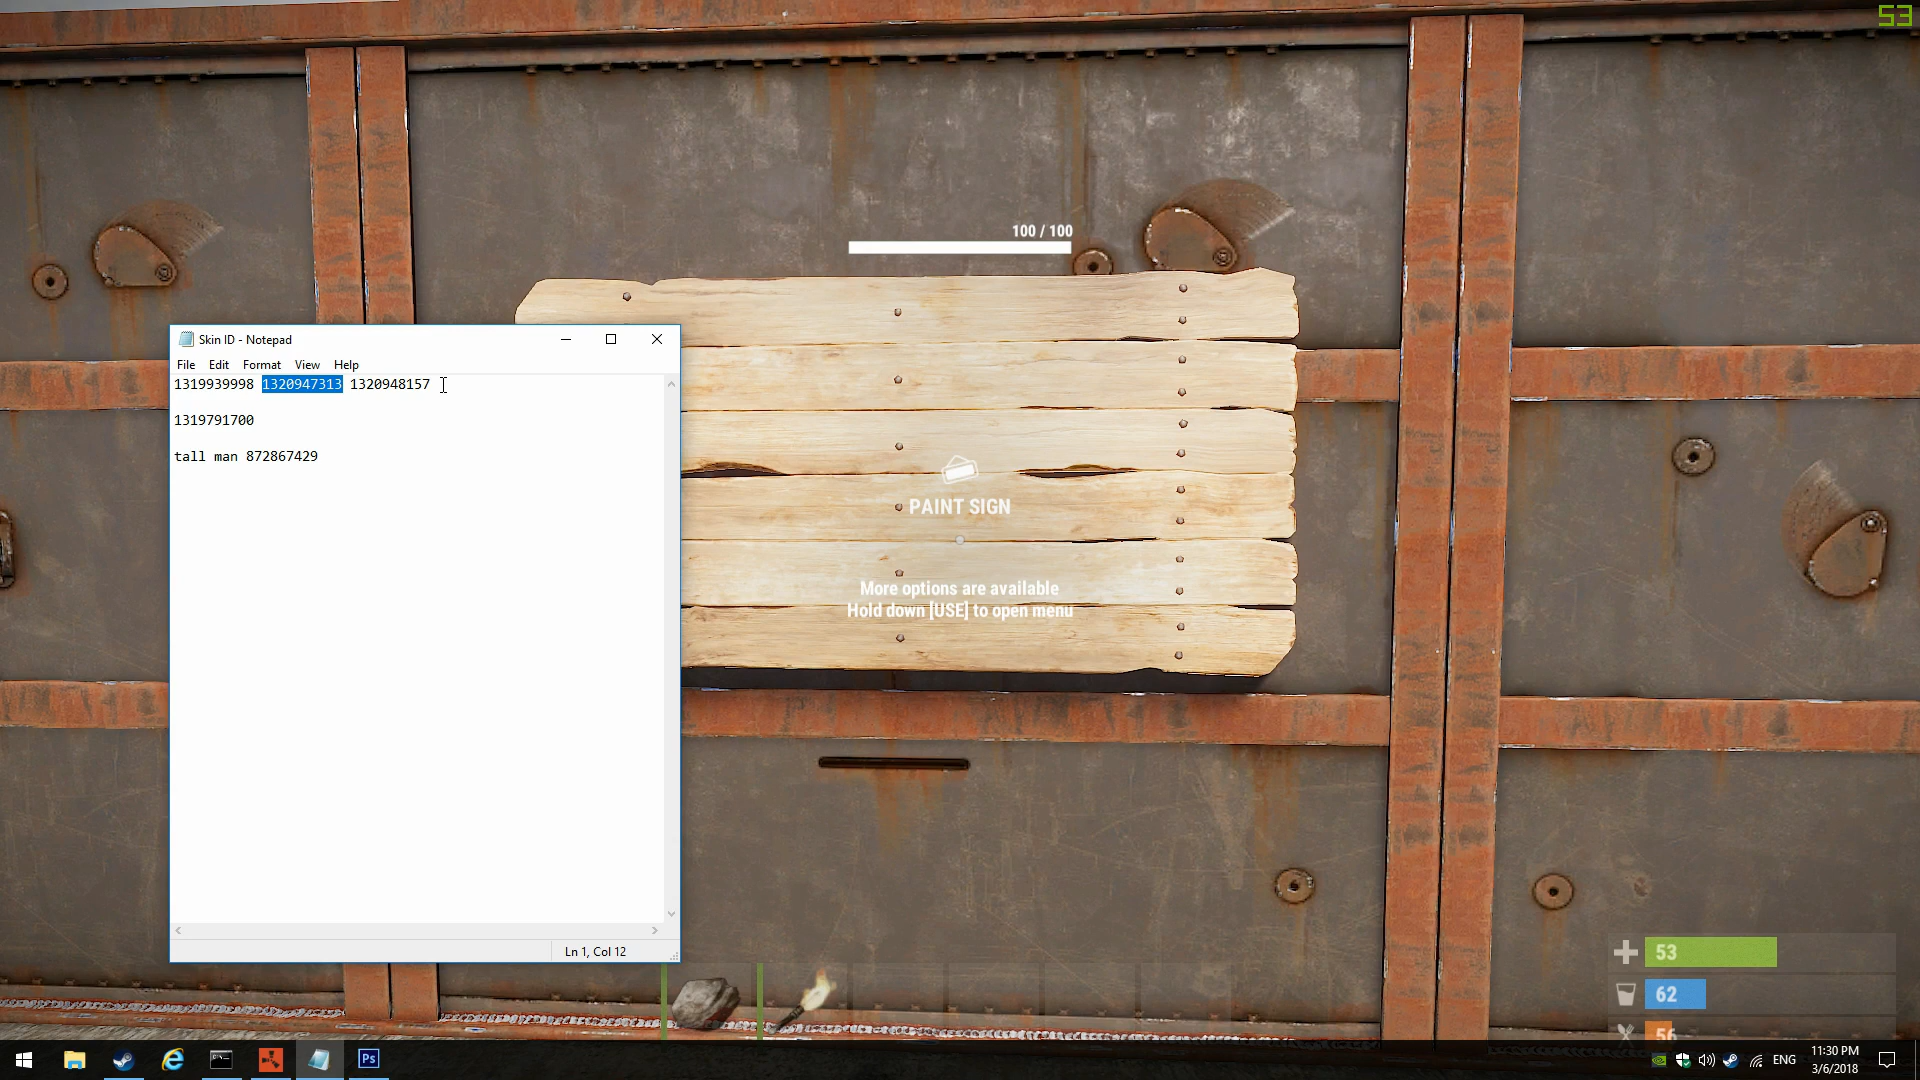 53
100 / 100
Skin ID - Notepad
File Edit Format View Help
1319939998 1320947313 1320948157
1319791700
tall man 872867429
PAINT SIGN
More options are available
Hold down [USE] to open menu
Ln 1, Col 12
53
62
56
Ps
ENG
11:30 PM
3/6/2018